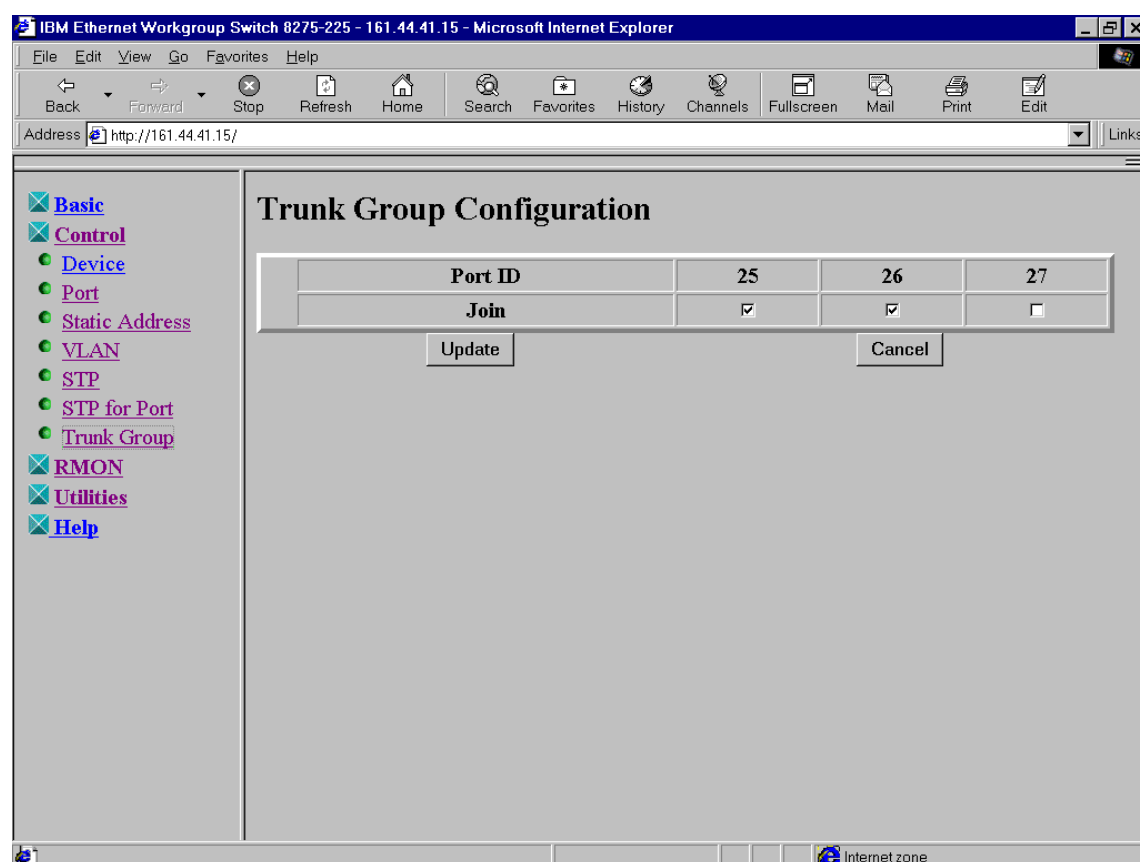 IBM Ethernet Workgroup Switch 8275-225 - 161.44.41.15 - Microsoft Internet Explorer
File Edit View Go Favorites Help
Back Forward Stop Refresh Home Search Favorites History Channels Fullscreen Mail Print Edit
Address http://161.44.41.15/ Links
Basic
Control
Device
Port
Static Address
VLAN
STP
STP for Port
Trunk Group
RMON
Utilities
Help
Trunk Group Configuration
Port ID 25 26 27
Join
Update Cancel
Internet zone